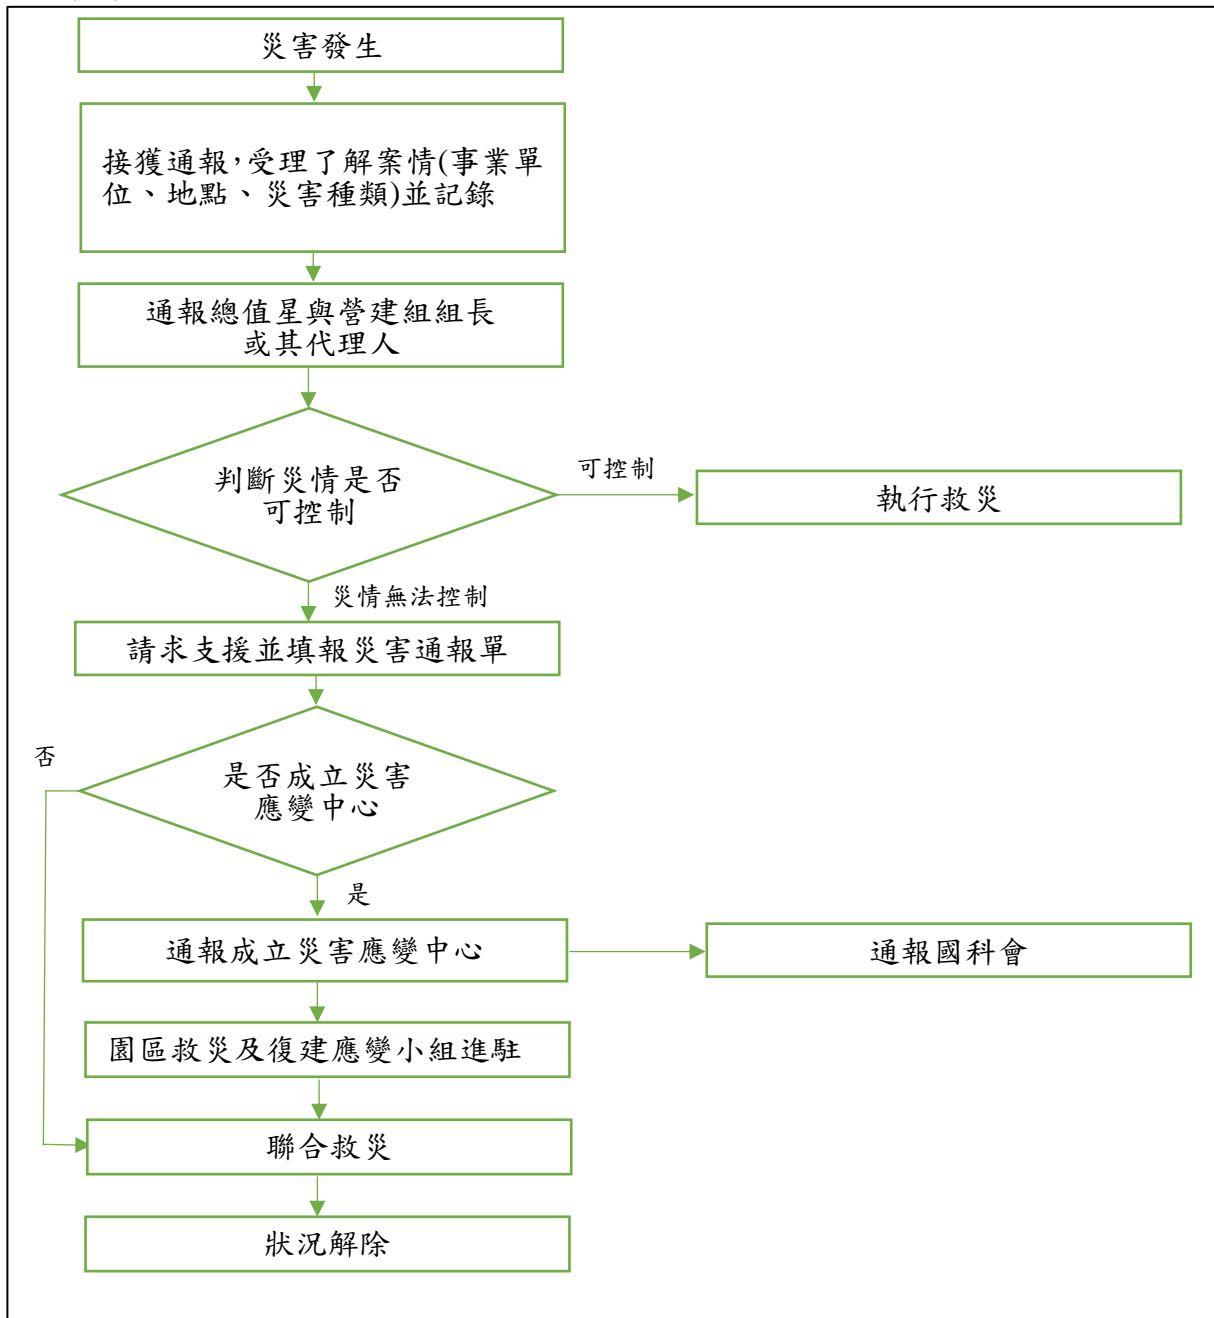 災害發生
接獲通報，受理了解案情(事業單
位、地點、災害種類)並記錄
通報總值星與營建組組長
或其代理人
判斷災情是否
可控制
可控制
執行救災
災情無法控制
請求支援並填報災害通報單
否
是否成立災害
應變中心
是
通報成立災害應變中心
通報國科會
園區救災及復建應變小組進駐
聯合救災
狀況解除